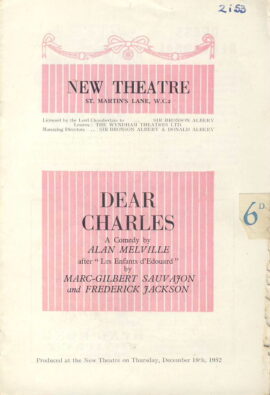 2153
NEW THEATRE
ST. MARTIN'S LANE, W.C.2
Licensed by the Lord Chamberlain to SIR BRONSON ALBERY
Lessees: THE WYNDHAM THEATRES LTD.
Managing Directors ... SIR BRONSON ALBERY & DONALD ALBERY
DEAR
CHARLES
A Comedy by
ALAN MELVILLE
after "Les Enfants d'Edouard"
by
MARC-GILBERT SAUVAJON
and FREDERICK JACKSON
6D.
Produced at the New Theatre on Thursday, December 18th, 1952